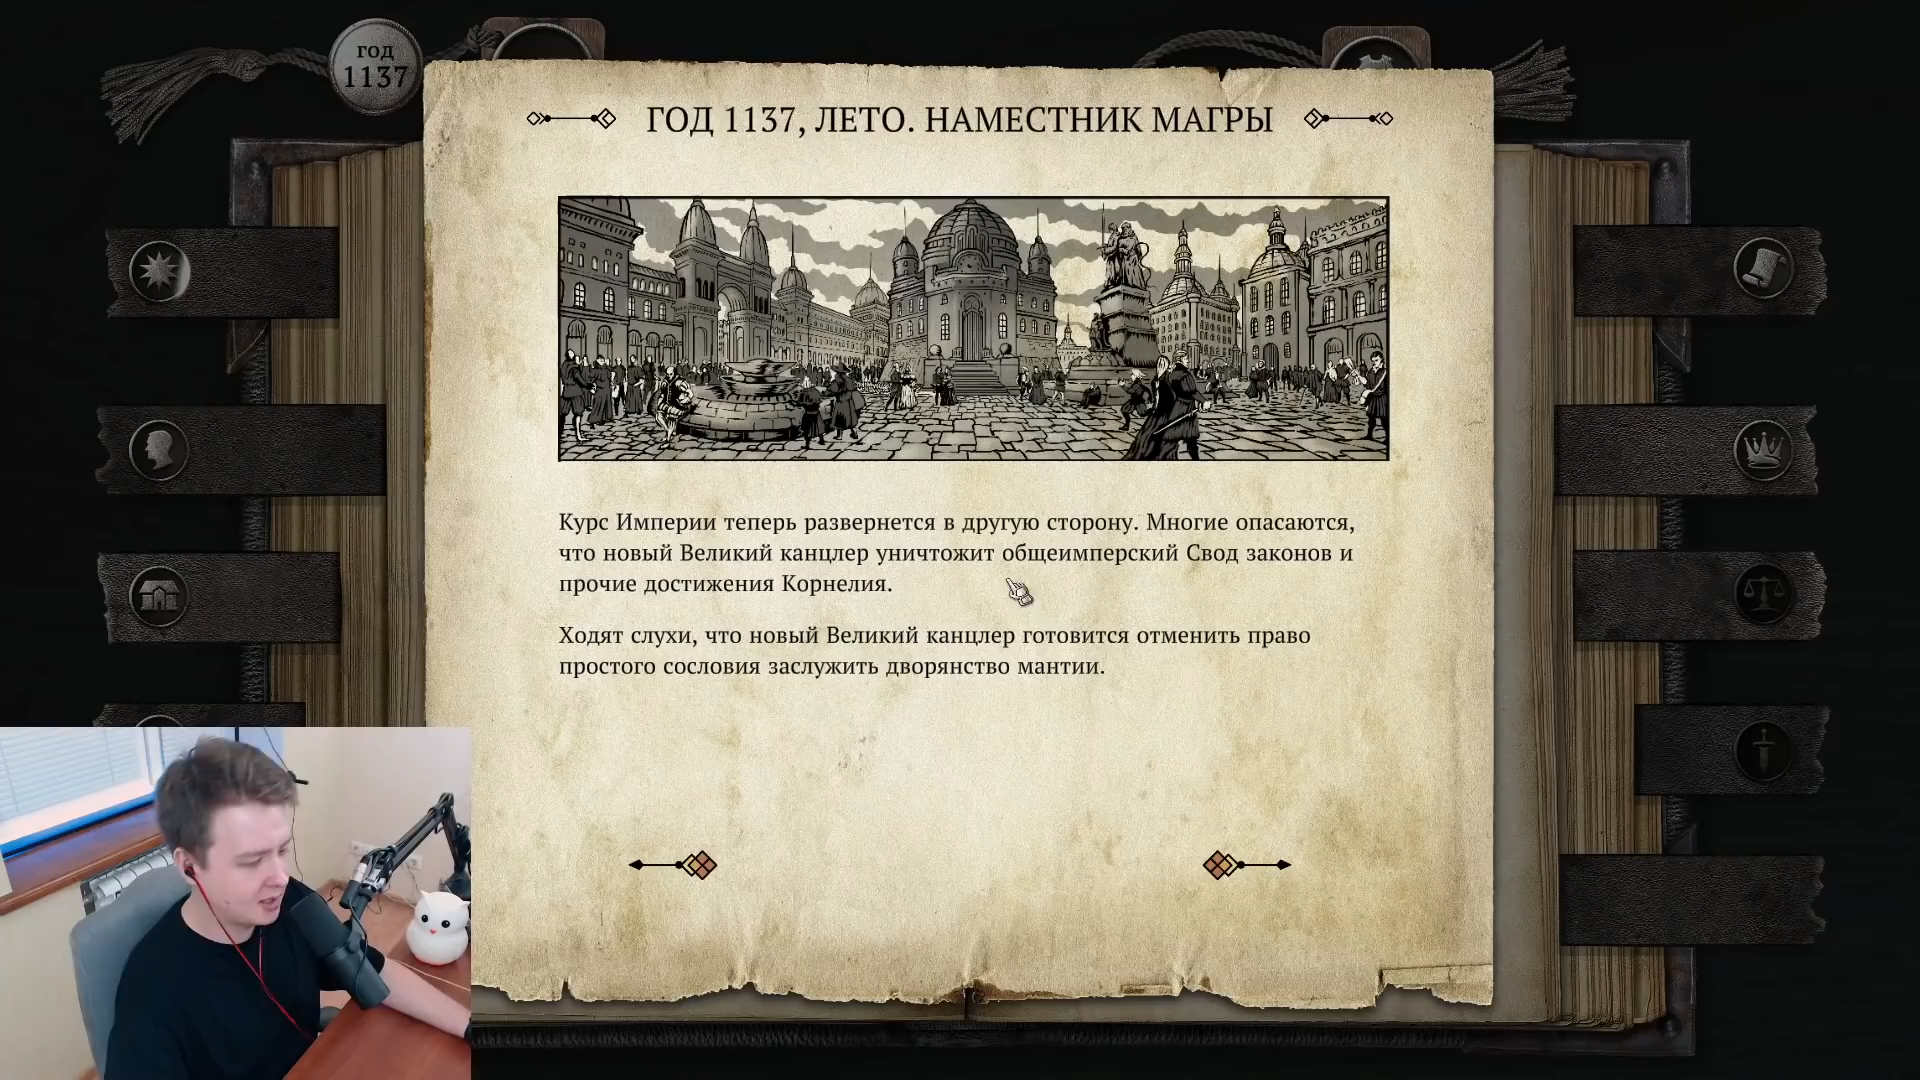 ГОД
1137
ГОД 1137, ЛЕТО. НАМЕСТНИК МАГРЫ
Курс Империи теперь развернется в другую сторону. Многие опасаются,
что новый Великий канцлер уничтожит общеимперский Свод законов и
прочие достижения Корнелия.
Ходят слухи, что новый Великий канцлер готовится отменить право
простого сословия заслужить дворянство мантии.